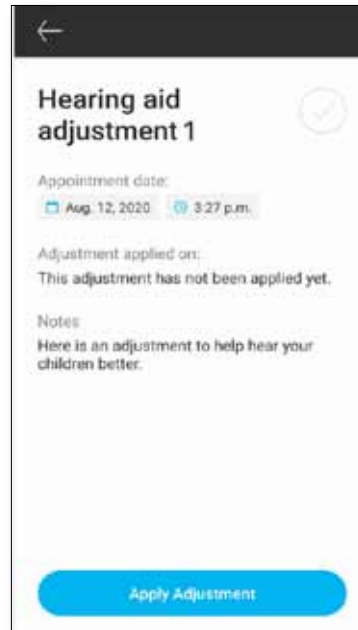 Hearing aid
adjustment 1
Appointment date:
Aug. 12, 2020 3:27 p.m.
Adjustment applied on:
This adjustment has not been applied yet.
Notes
Here is an adjustment to help hear your
children better.
Apply Adjustment